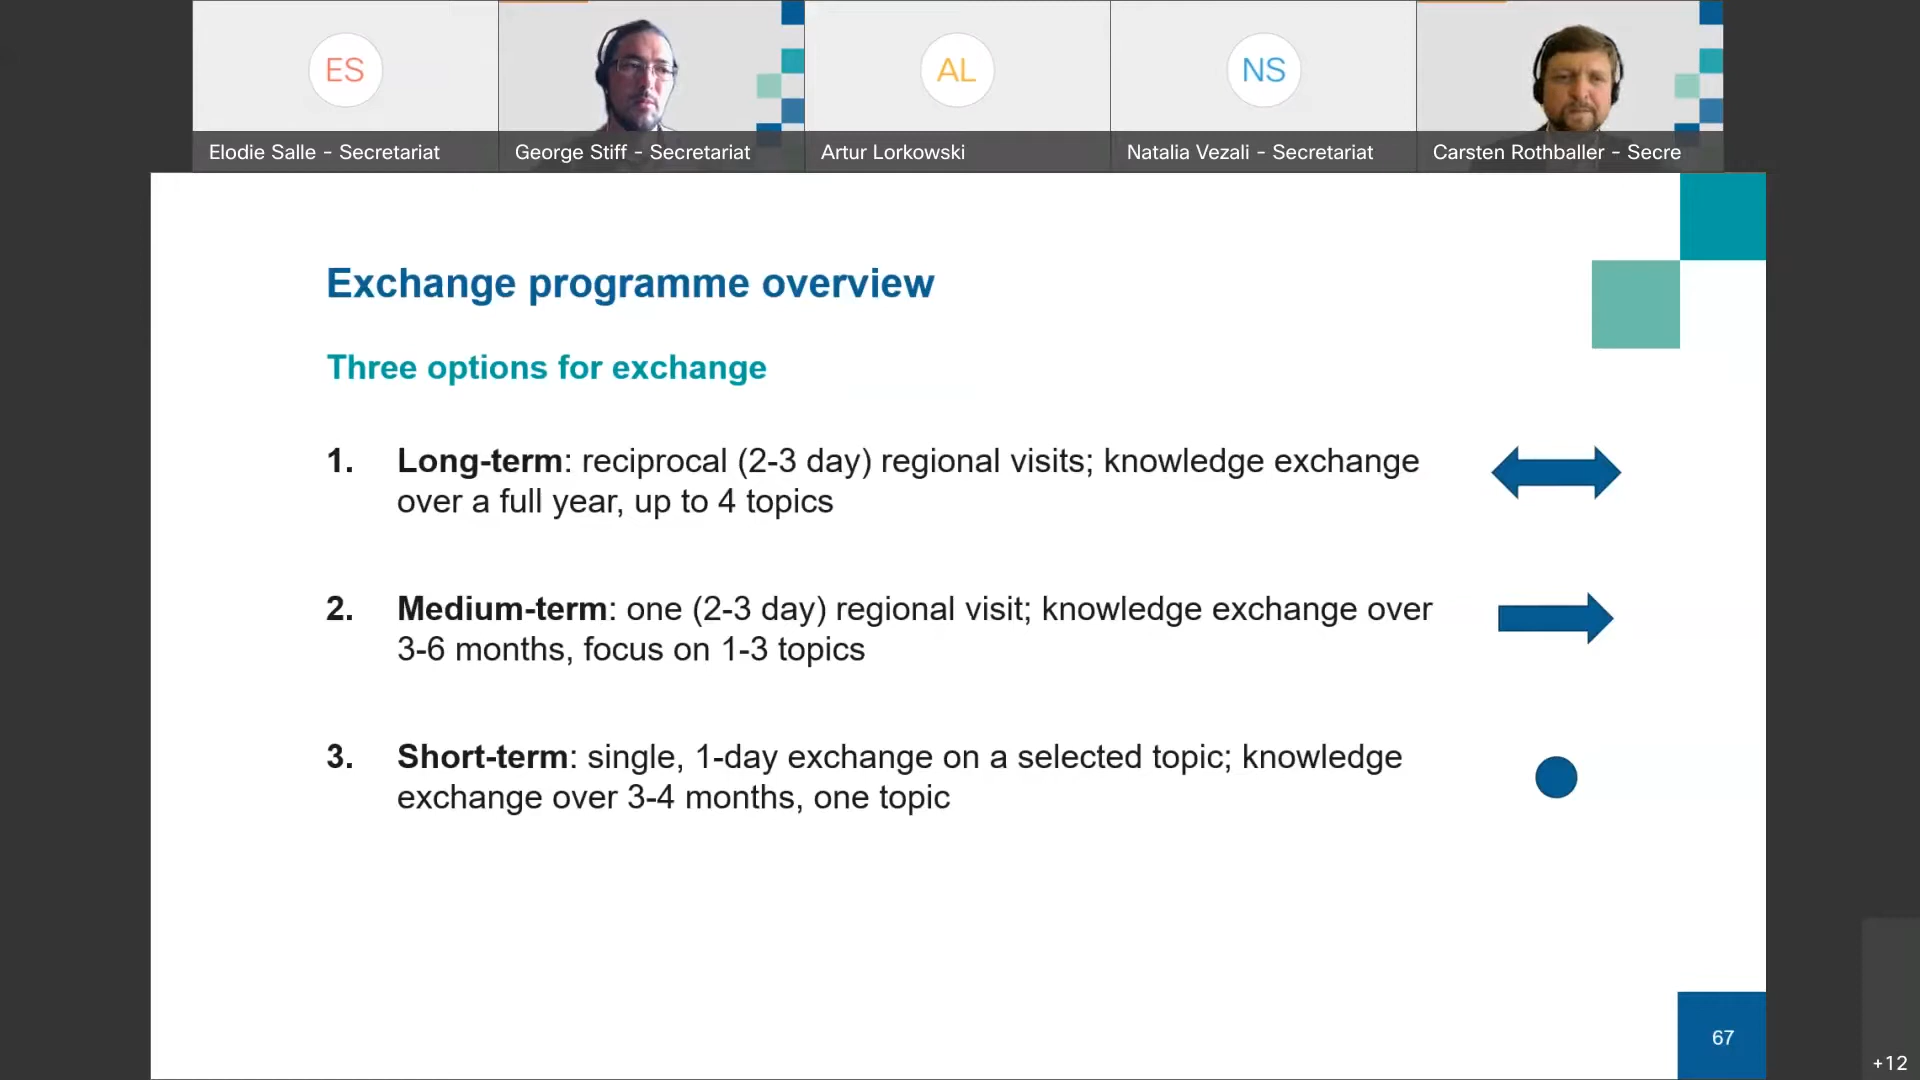 ES
AL
NS
Elodie Salle - Secretariat
George Stiff - Secretariat
Artur Lorkowski
Natalia Vezali - Secretariat
Carsten Rothballer - Secre
Exchange programme overview
Three options for exchange
1. Long-term: reciprocal (2-3 day) regional visits; knowledge exchange
over a full year, up to 4 topics
2. Medium-term: one (2-3 day) regional visit; knowledge exchange over
3-6 months, focus on 1-3 topics
3. Short-term: single, 1-day exchange on a selected topic; knowledge
exchange over 3-4 months, one topic
67
+12